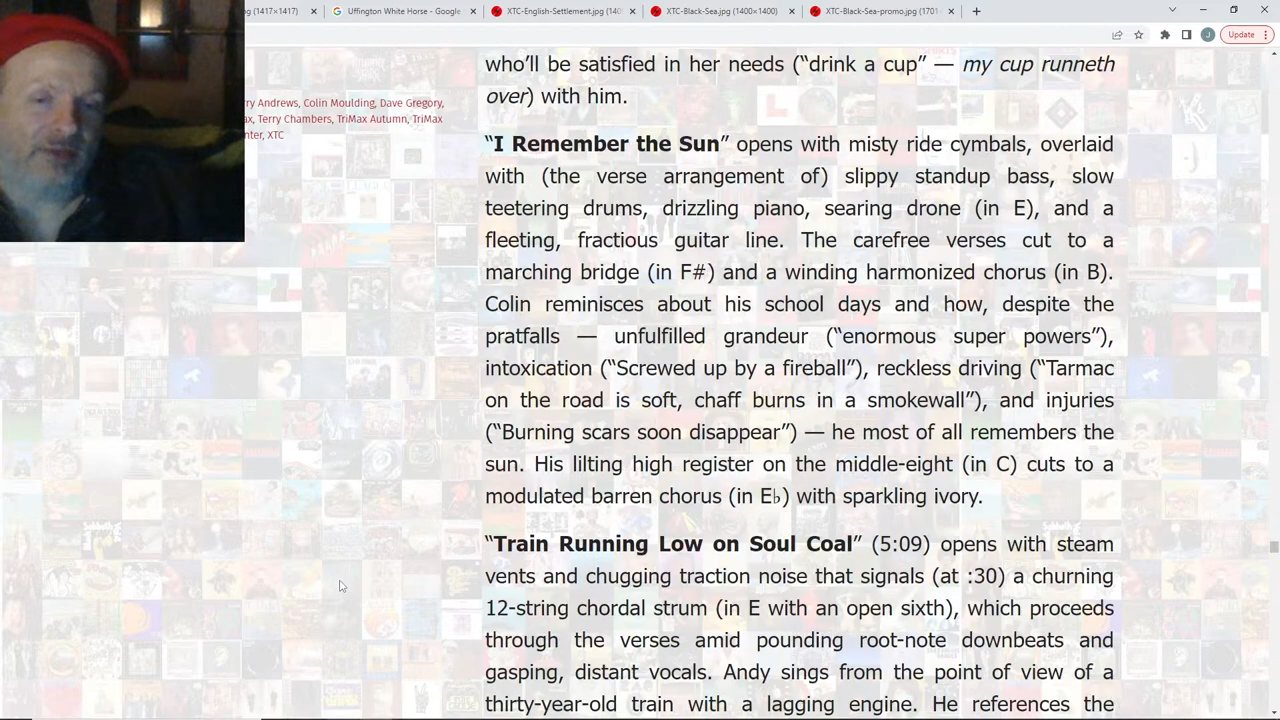 pg (1417×1417)
Uffington White Horse - Google
XTC-English-Settlement.jpg (140
XTC-Black-Sea.jpg (1400×1400)
XTC-Black-Sea-promo.jpg (1701
J
Update
who'll be satisfied in her needs (“drink a cup” — my cup runneth
over) with him.
rry Andrews, Colin Moulding, Dave Gregory,
ax, Terry Chambers, TriMax Autumn, TriMax
nter, XTC
“I Remember the Sun” opens with misty ride cymbals, overlaid
with (the verse arrangement of) slippy standup bass, slow
teetering drums, drizzling piano, searing drone (in E), and a
fleeting, fractious guitar line. The carefree verses cut to a
marching bridge (in F#) and a winding harmonized chorus (in B).
Colin reminisces about his school days and how, despite the
pratfalls — unfulfilled grandeur (“enormous super powers”),
intoxication (“Screwed up by a fireball”), reckless driving (“Tarmac
on the road is soft, chaff burns in a smokewall”), and injuries
(“Burning scars soon disappear”) — he most of all remembers the
sun. His lilting high register on the middle-eight (in C) cuts to a
modulated barren chorus (in E♭) with sparkling ivory.
“Train Running Low on Soul Coal” (5:09) opens with steam
vents and chugging traction noise that signals (at :30) a churning
12-string chordal strum (in E with an open sixth), which proceeds
through the verses amid pounding root-note downbeats and
gasping, distant vocals. Andy sings from the point of view of a
thirty-year-old train with a lagging engine. He references the